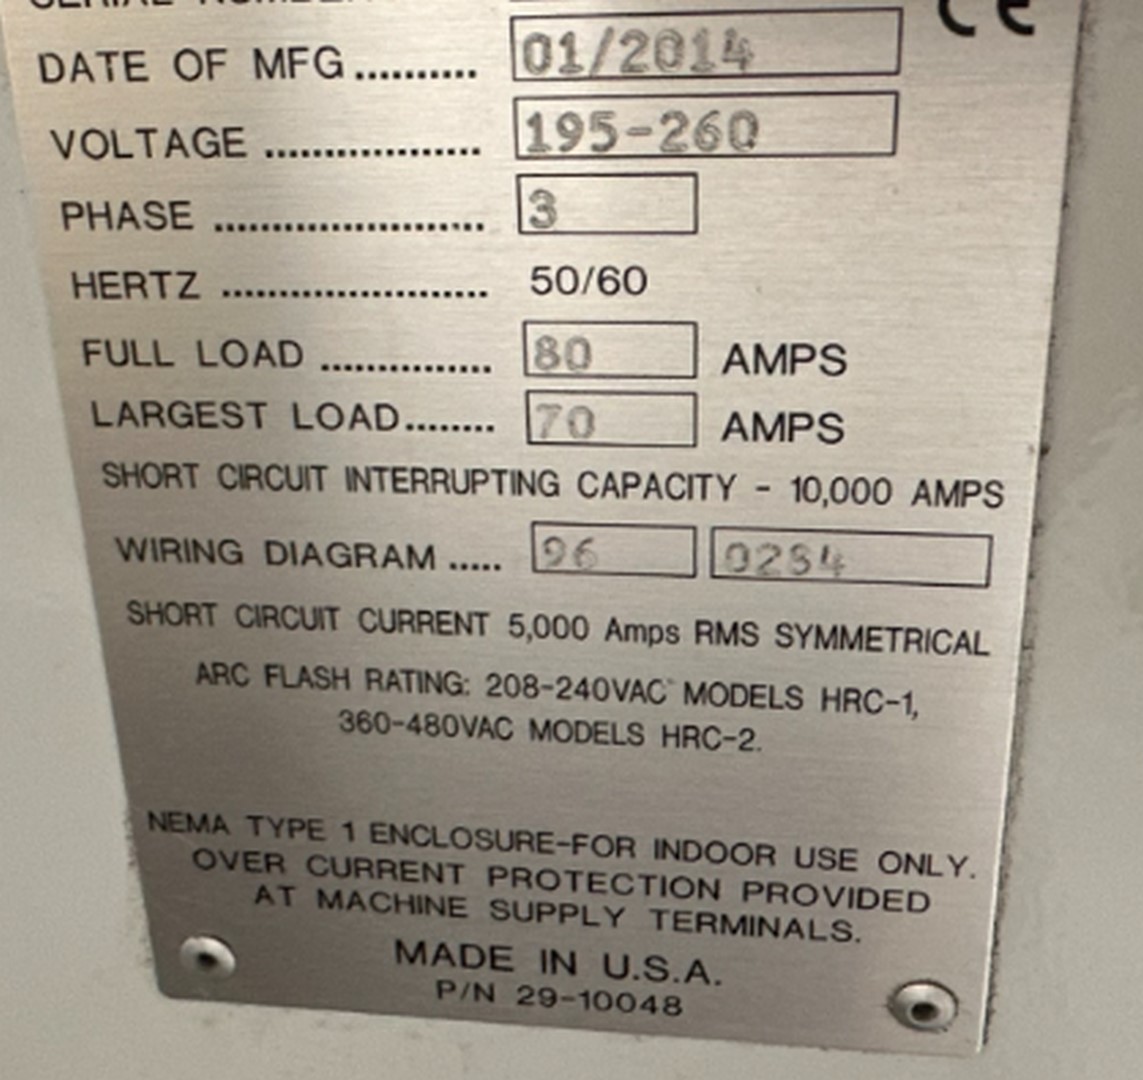 SERIAL NUMBER
CE
DATE OF MFG .......... 01/2014
VOLTAGE .................. 195-260
PHASE ....................... 3
HERTZ ....................... 50/60
FULL LOAD ............... 80 AMPS
LARGEST LOAD........ 70 AMPS
SHORT CIRCUIT INTERRUPTING CAPACITY - 10,000 AMPS
WIRING DIAGRAM ..... 96 0284
SHORT CIRCUIT CURRENT 5,000 Amps RMS SYMMETRICAL
ARC FLASH RATING: 208-240VAC MODELS HRC-1,
360-480VAC MODELS HRC-2.
NEMA TYPE 1 ENCLOSURE-FOR INDOOR USE ONLY.
OVER CURRENT PROTECTION PROVIDED
AT MACHINE SUPPLY TERMINALS.
MADE IN U.S.A.
P/N 29-10048